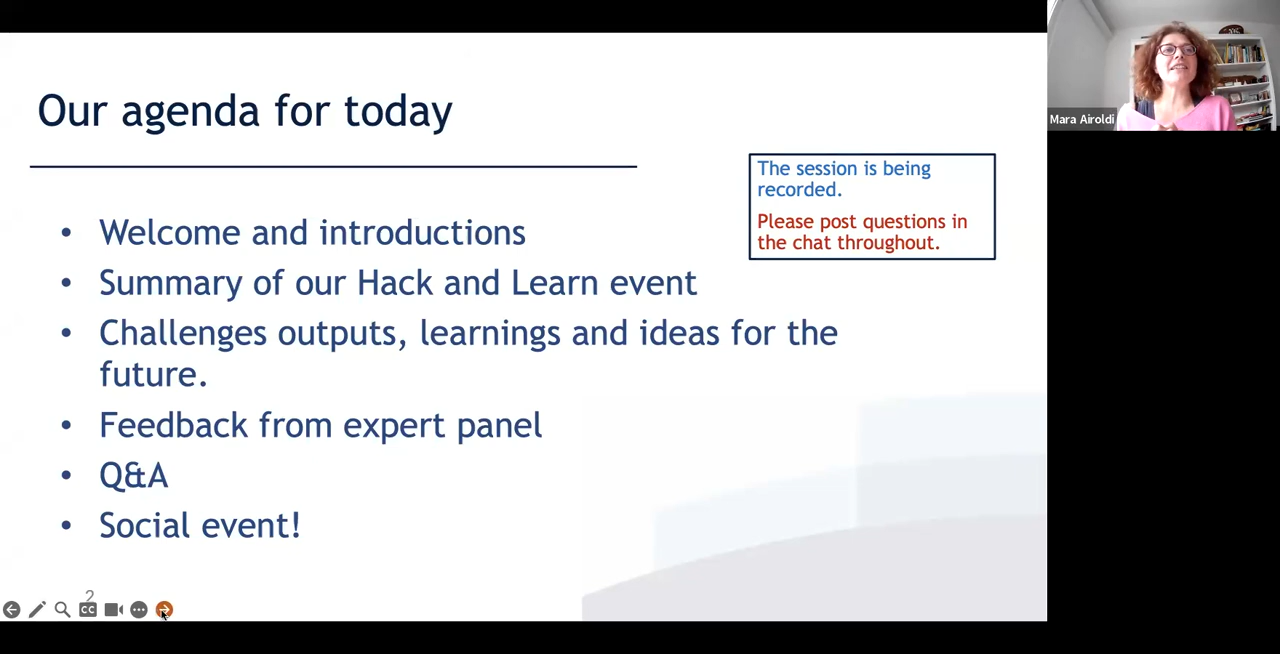 Our agenda for today
The session is being
recorded.
Please post questions in
the chat throughout.
• Welcome and introductions
• Summary of our Hack and Learn event
• Challenges outputs, learnings and ideas for the
future.
• Feedback from expert panel
• Q&A
• Social event!
2
CC
Mara Airoldi